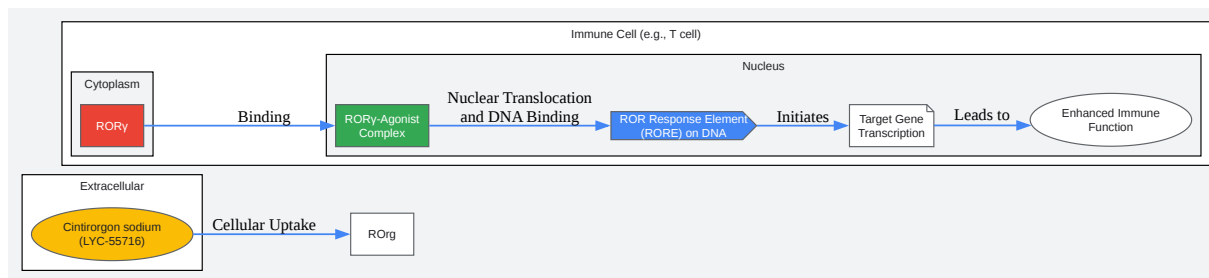 Immune Cell (e.g., T cell)
Nucleus
Cytoplasm
RORγ
Binding
RORγ-Agonist
Complex
Nuclear Translocation
and DNA Binding
ROR Response Element
(RORE) on DNA
Initiates
Target Gene
Transcription
Leads to
Enhanced Immune
Function
Extracellular
Cintirorgon sodium
(LYC-55716)
Cellular Uptake
ROrg